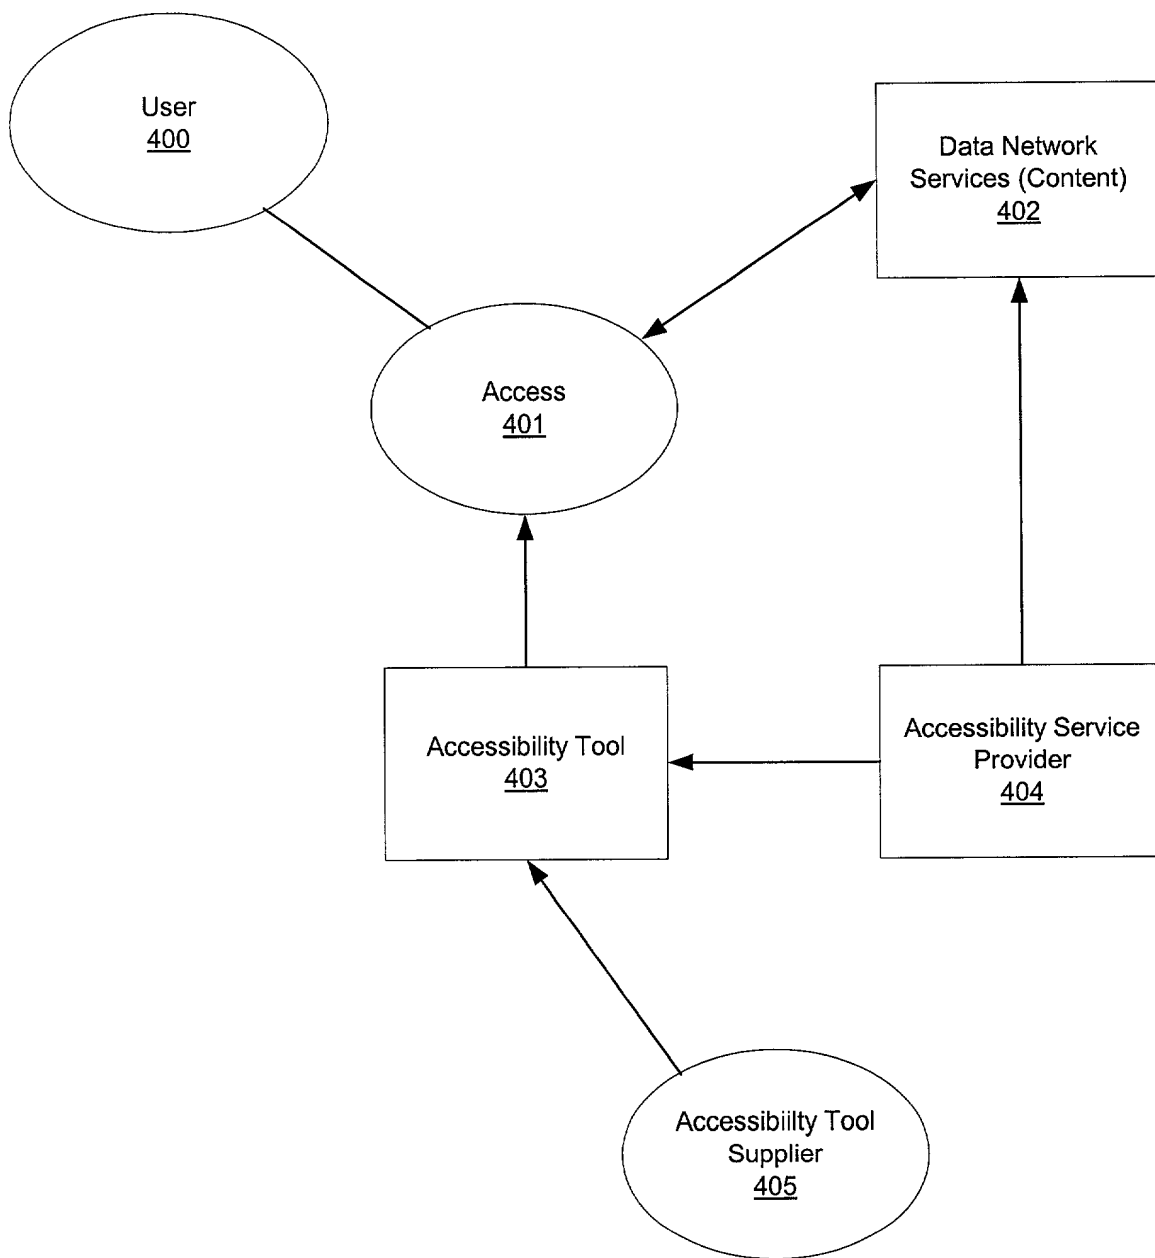 User
400
Data Network
Services (Content)
402
Access
401
Accessibility Tool
403
Accessibility Service
Provider
404
Accessibiilty Tool
Supplier
405